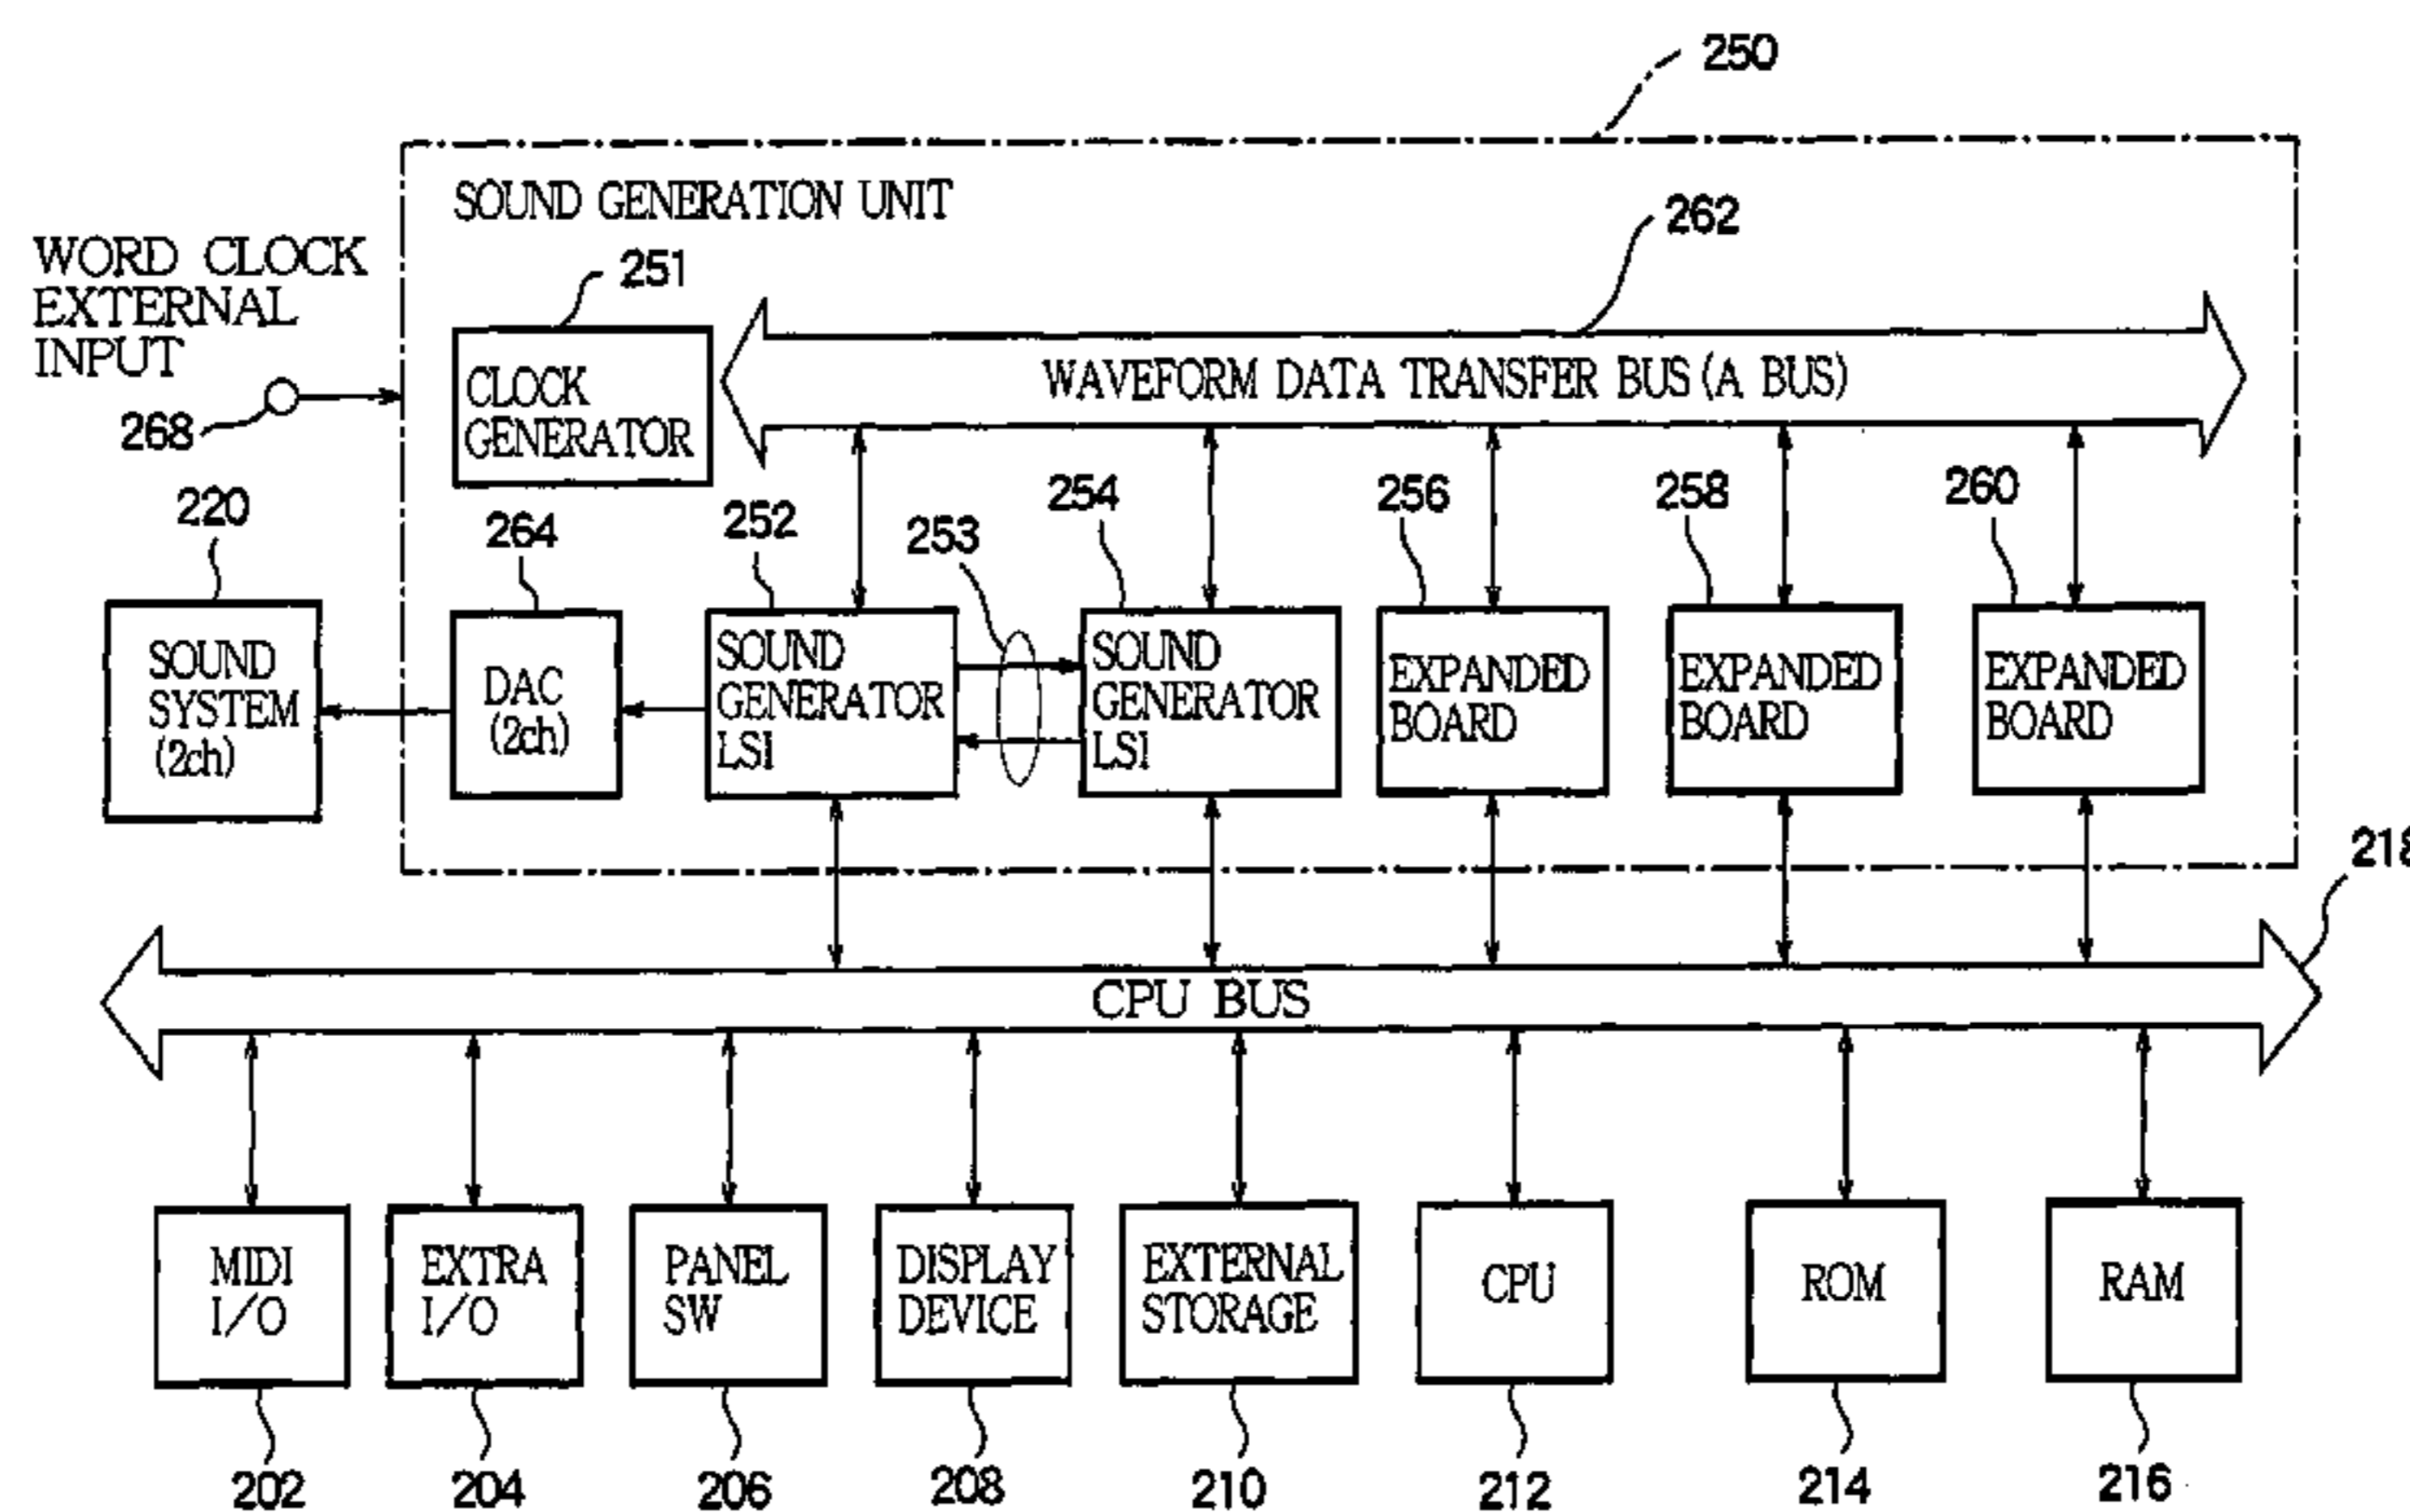 250
SOUND GENERATION UNIT
262
WORD CLOCK
EXTERNAL
INPUT
251
268
CLOCK
GENERATOR
WAVEFORM DATA TRANSFER BUS (A BUS)
220
264
252
253
254
256
258
260
SOUND
SYSTEM
(2ch)
DAC
(2ch)
SOUND
GENERATOR
LSI
SOUND
GENERATOR
LSI
EXPANDED
BOARD
EXPANDED
BOARD
EXPANDED
BOARD
218
CPU BUS
MIDI
I/O
EXTRA
I/O
PANEL
SW
DISPLAY
DEVICE
EXTERNAL
STORAGE
CPU
ROM
RAM
202
204
206
208
210
212
214
216